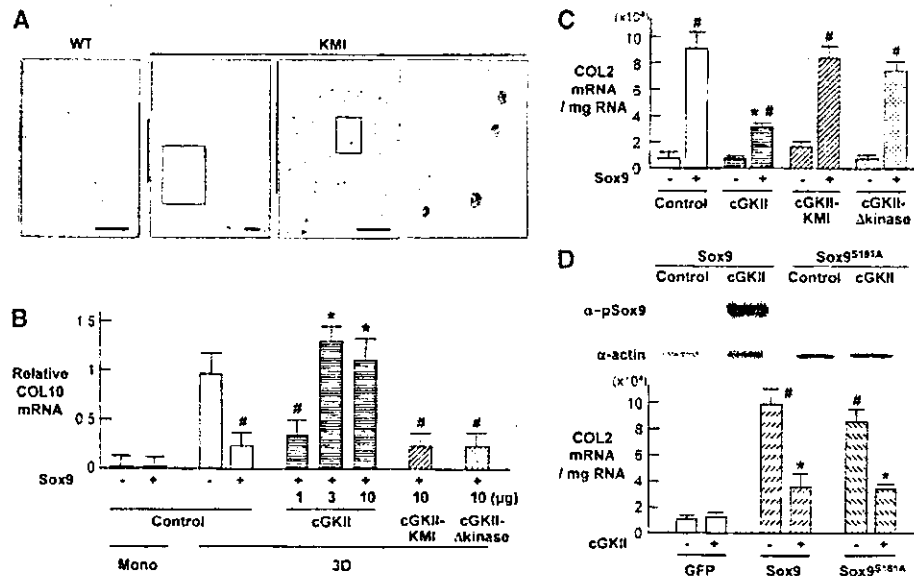 A
WT
KMI
B
Relative
COL10
mRNA
1 5
1
0 5
0
Sox9 - + - + + + + + +
1 3 10 10 10 (μg)
Control cGKII cGKII-KMI cGKII-Δkinase
Mono 3D
C
(x10⁴)
10
8
6
4
2
0
COL2
mRNA
/ mg RNA
# * # # #
Sox9 - + - + - + - +
Control cGKII cGKII-KMI cGKII-Δkinase
D
Sox9 Sox9S181A
Control cGKII Control cGKII
α-pSox9
α-actin
10
8
6
4
2
0
COL2
mRNA
/ mg RNA
# * # *
cGKII - + - + - +
GFP Sox9 Sox9S181A